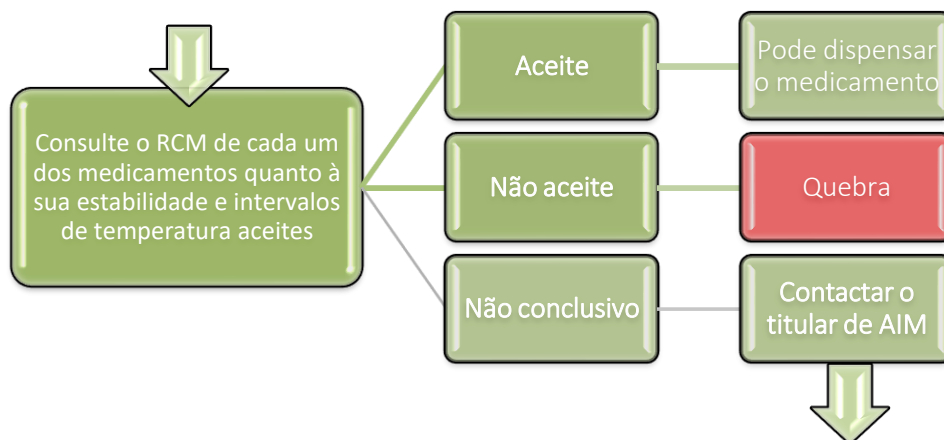 Consulte o RCM de cada um
dos medicamentos quanto à
sua estabilidade e intervalos
de temperatura aceites
Aceite
Pode dispensar
o medicamento
Não aceite
Quebra
Não conclusivo
Contactar o
titular de AIM